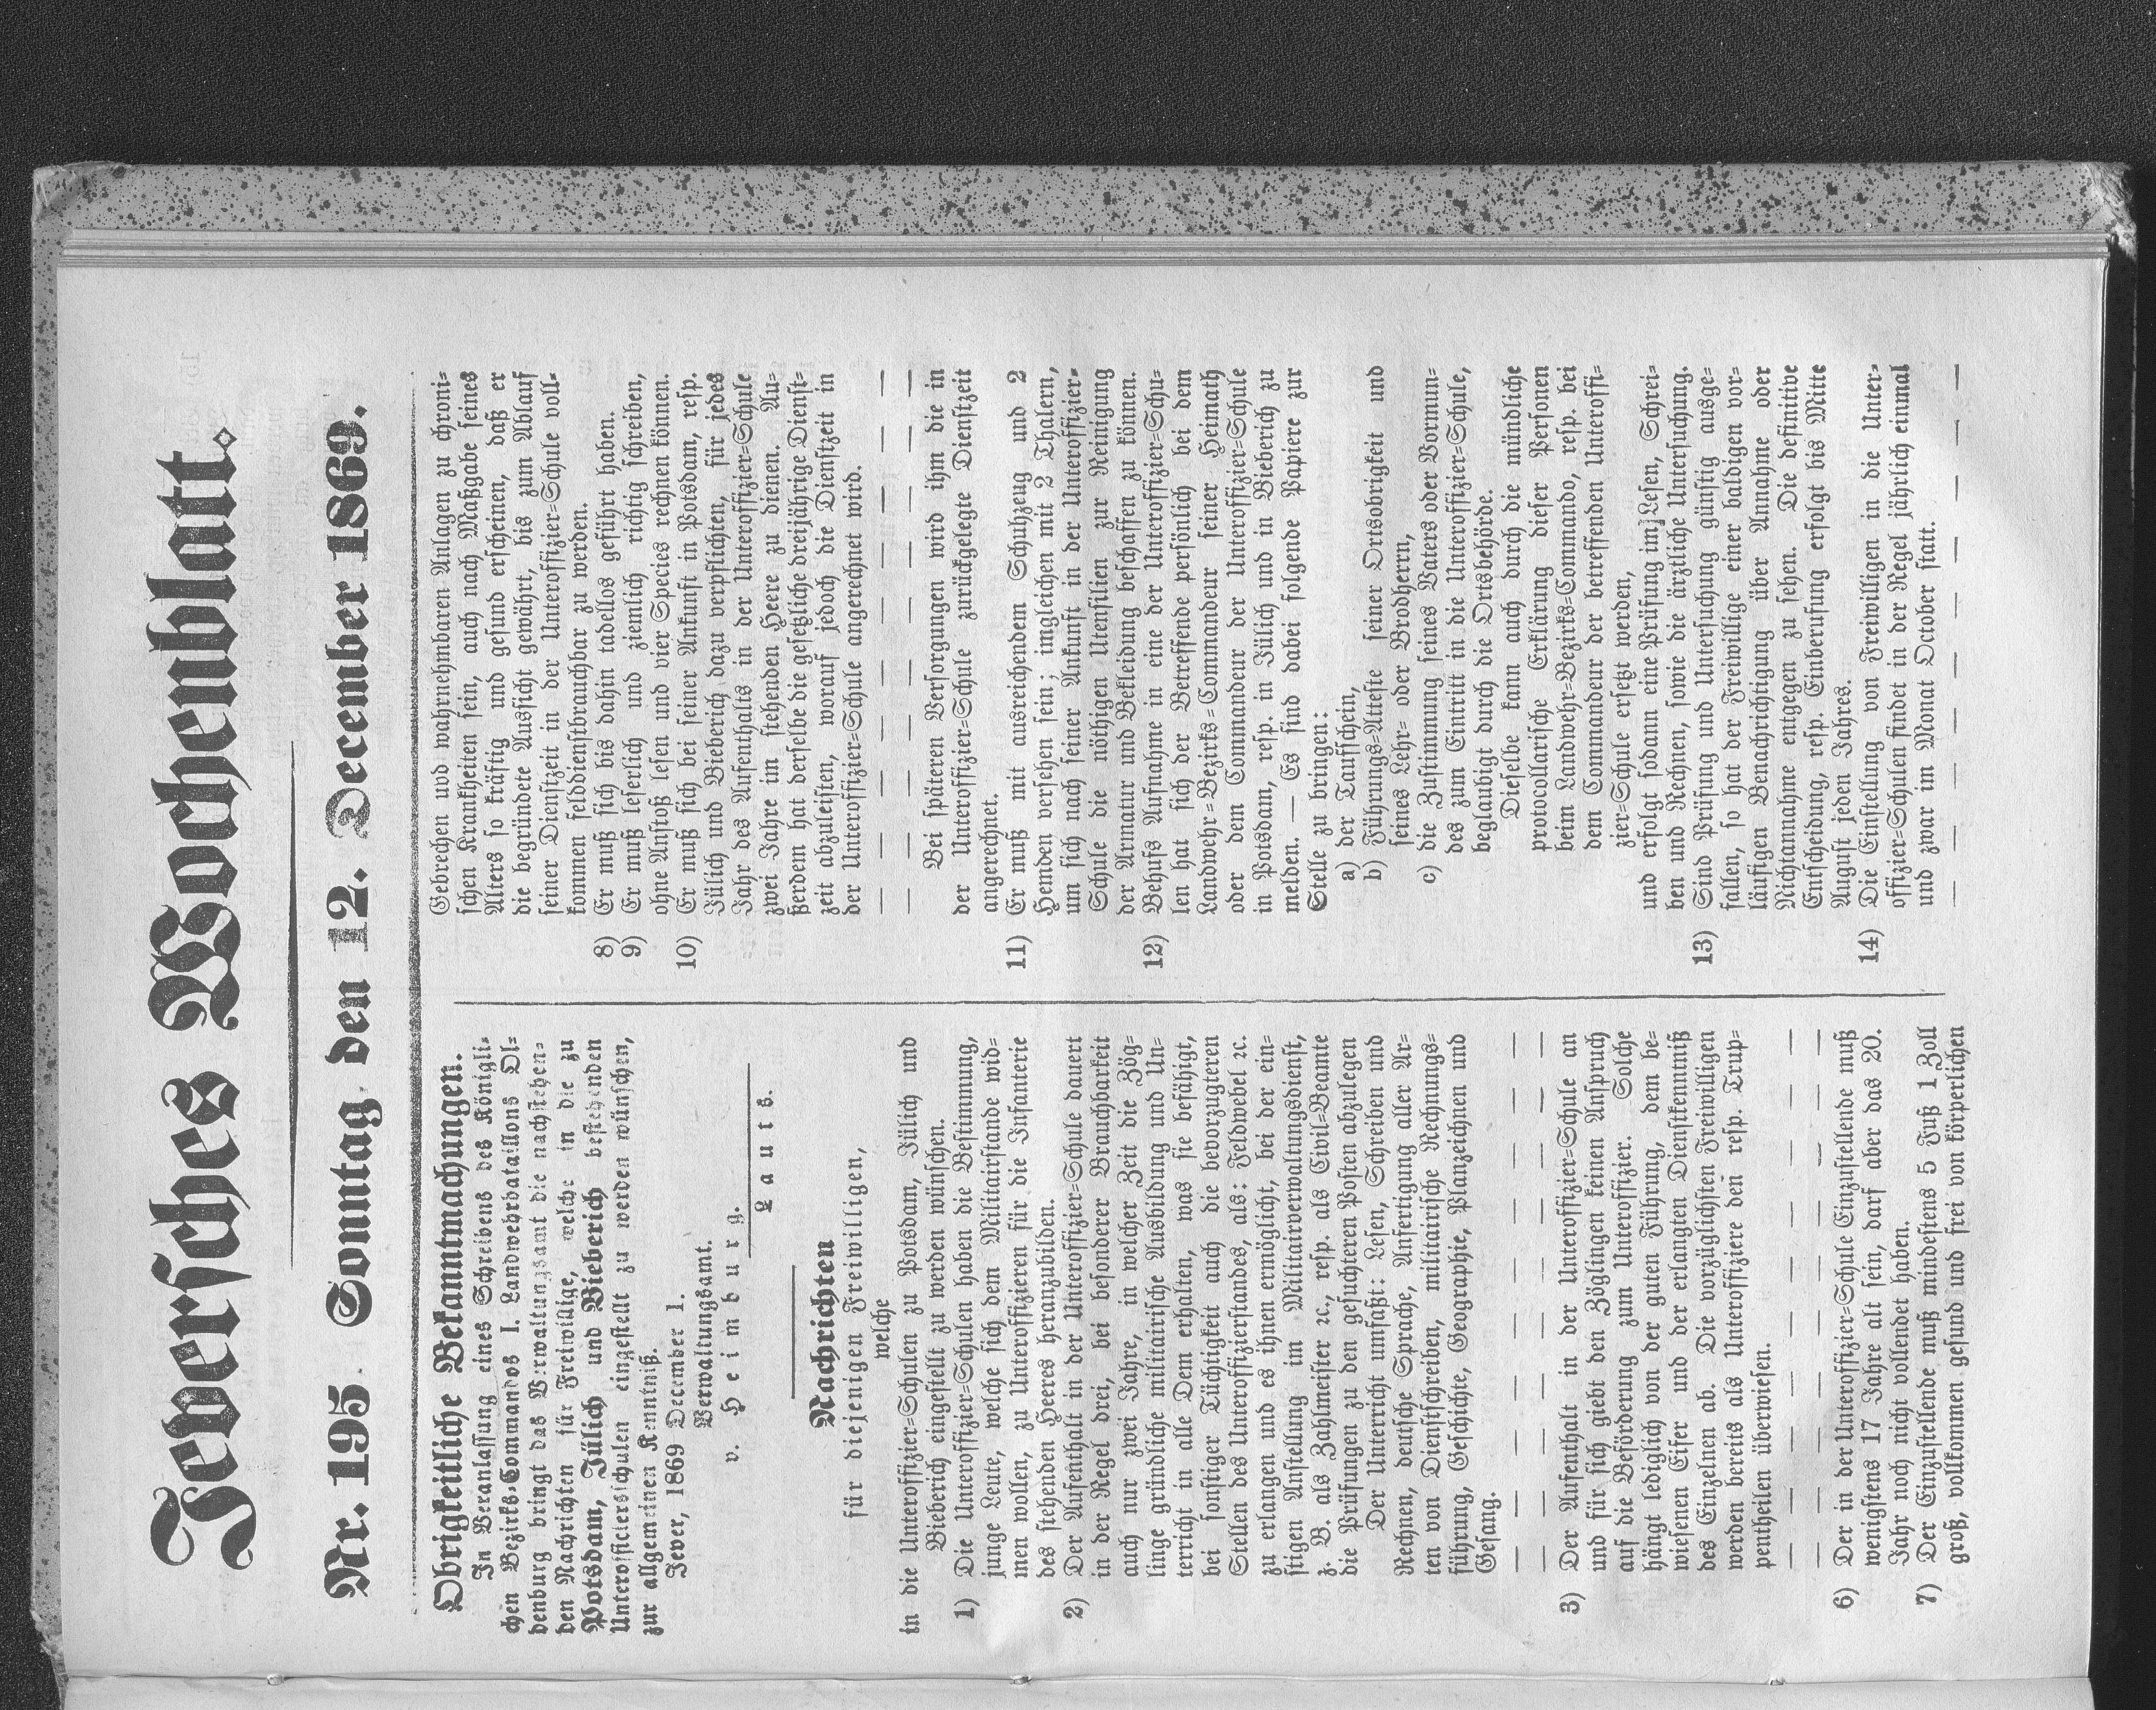 Jeversches Wochenblatt.
Nr. 195. Sonntag den 12. December 1869.
Obrigkeitliche Bekanntmachungen.
In Veranlassung eines Schreibens des Königli-
chen Bezirks-Commandos I. Landwehrbataillons Ol-
denburg bringt das Verwaltungsamt die nachstehen-
den Nachrichten für Freiwillige, welche in die zu
Potsdam, Jülich und Bieberich bestehenden
Unterofficierschulen eingestellt zu werden wünschen,
zur allgemeinen Kenntniß.
Jever, 1869 December 1.
Verwaltungsamt.
v. Heimburg.
Lauts.
Nachrichten
für diejenigen Freiwilligen,
welche
in die Unteroffizier-Schulen zu Potsdam, Jülich und
Bieberich eingestellt zu werden wünschen.
1) Die Unteroffizier-Schulen haben die Bestimmung,
junge Leute, welche sich dem Militairstande wid-
men wollen, zu Unteroffizieren für die Infanterie
des stehenden Heeres heranzubilden.
2) Der Aufenthalt in der Unteroffizier-Schule dauert
in der Regel drei, bei besonderer Brauchbarkeit
auch nur zwei Jahre, in welcher Zeit die Zög-
linge gründliche militairische Ausbildung und Un-
terricht in alle Dem erhalten, was sie befähigt,
bei sonstiger Tüchtigkeit auch die bevorzugteren
Stellen des Unteroffizierstandes, als: Feldwebel ꝛc.
zu erlangen und es ihnen ermöglicht, bei der ein-
stigen Anstellung im Militairverwaltungsdienst,
z. B. als Zahlmeister ꝛc., resp. als Civil-Beamte
die Prüfungen zu den gesuchteren Posten abzulegen
Der Unterricht umfaßt: Lesen, Schreiben und
Rechnen, deutsche Sprache, Anfertigung aller Ar-
ten von Dienstschreiben, militairische Rechnungs-
führung, Geschichte, Geographie, Planzeichnen und
Gesang.
— — — — — — — —
— — — — — — — —
3) Der Aufenthalt in der Unteroffizier-Schule an
und für sich giebt den Zöglingen keinen Anspruch
auf die Beförderung zum Unteroffizier. Solche
hängt lediglich von der guten Führung, dem be-
wiesenen Eifer und der erlangten Dienstkenntniß
des Einzelnen ab. Die vorzüglichsten Freiwilligen
werden bereits als Unteroffiziere den resp. Trup-
pentheilen überwiesen.
— — — — — — — —
— — — — — — — —
6) Der in der Unteroffizier-Schule Einzustellende muß
wenigstens 17 Jahre alt sein, darf aber das 20.
Jahr noch nicht vollendet haben.
7) Der Einzustellende muß mindestens 5 Fuß 1 Zoll
groß, vollkommen gesund und frei von körperlichen
Gebrechen und wahrnehmbaren Anlagen zu chroni-
schen Krankheiten sein, auch nach Maßgabe seines
Alters so kräftig und gesund erscheinen, daß er
die begründete Aussicht gewährt, bis zum Ablauf
seiner Dienstzeit in der Unteroffizier-Schule voll-
kommen felddienstbrauchbar zu werden.
8) Er muß sich bis dahin tadellos geführt haben.
9) Er muß leserlich und ziemlich richtig schreiben,
ohne Anstoß lesen und vier Species rechnen können.
10) Er muß sich bei seiner Ankunft in Potsdam, resp.
Jülich und Bieberich dazu verpflichten, für jedes
Jahr des Aufenthalts in der Unteroffizier-Schule
zwei Jahre im stehenden Heere zu dienen. Au-
ßerdem hat derselbe die gesetzliche dreijährige Dienst-
zeit abzuleisten, worauf jedoch die Dienstzeit in
der Unteroffizier-Schule angerechnet wird.
— — — — — — — —
— — — — — — — —
Bei späteren Versorgungen wird ihm die in
der Unteroffizier-Schule zurückgelegte Dienstzeit
angerechnet.
11) Er muß mit ausreichendem Schuhzeug und 2
Hemden versehen sein; imgleichen mit 2 Thalern,
um sich nach seiner Ankunft in der Unteroffizier-
Schule die nöthigen Utensilien zur Reinigung
der Armatur und Bekleidung beschaffen zu können.
12) Behufs Aufnahme in eine der Unteroffizier-Schu-
len hat sich der Betreffende persönlich bei dem
Landwehr-Bezirks-Commandeur seiner Heimath
oder dem Commandeur der Unteroffizier-Schule
in Potsdam, resp. in Jülich und in Bieberich zu
melden. — Es sind dabei folgende Papiere zur
Stelle zu bringen:
a) der Taufschein,
b) Führungs-Atteste seiner Ortsobrigkeit und
seines Lehr- oder Brodherrn,
c) die Zustimmung seines Vaters oder Vormun-
des zum Eintritt in die Unteroffizier-Schule,
beglaubigt durch die Ortsbehörde.
Dieselbe kann auch durch die mündliche
protocollarische Erklärung dieser Personen
beim Landwehr-Bezirks-Commando, resp. bei
dem Commandeur der betreffenden Unteroffi-
zier-Schule ersetzt werden,
und erfolgt sodann eine Prüfung im Lesen, Schrei-
ben und Rechnen, sowie die ärztliche Untersuchung.
13) Sind Prüfung und Untersuchung günstig ausge-
fallen, so hat der Freiwillige einer baldigen vor-
läufigen Benachrichtigung über Annahme oder
Nichtannahme entgegen zu sehen. Die definitive
Entscheidung, resp. Einberufung erfolgt bis Mitte
August jeden Jahres.
14) Die Einstellung von Freiwilligen in die Unter-
offizier-Schulen findet in der Regel jährlich einmal
und zwar im Monat October statt.
— — — — — — — —